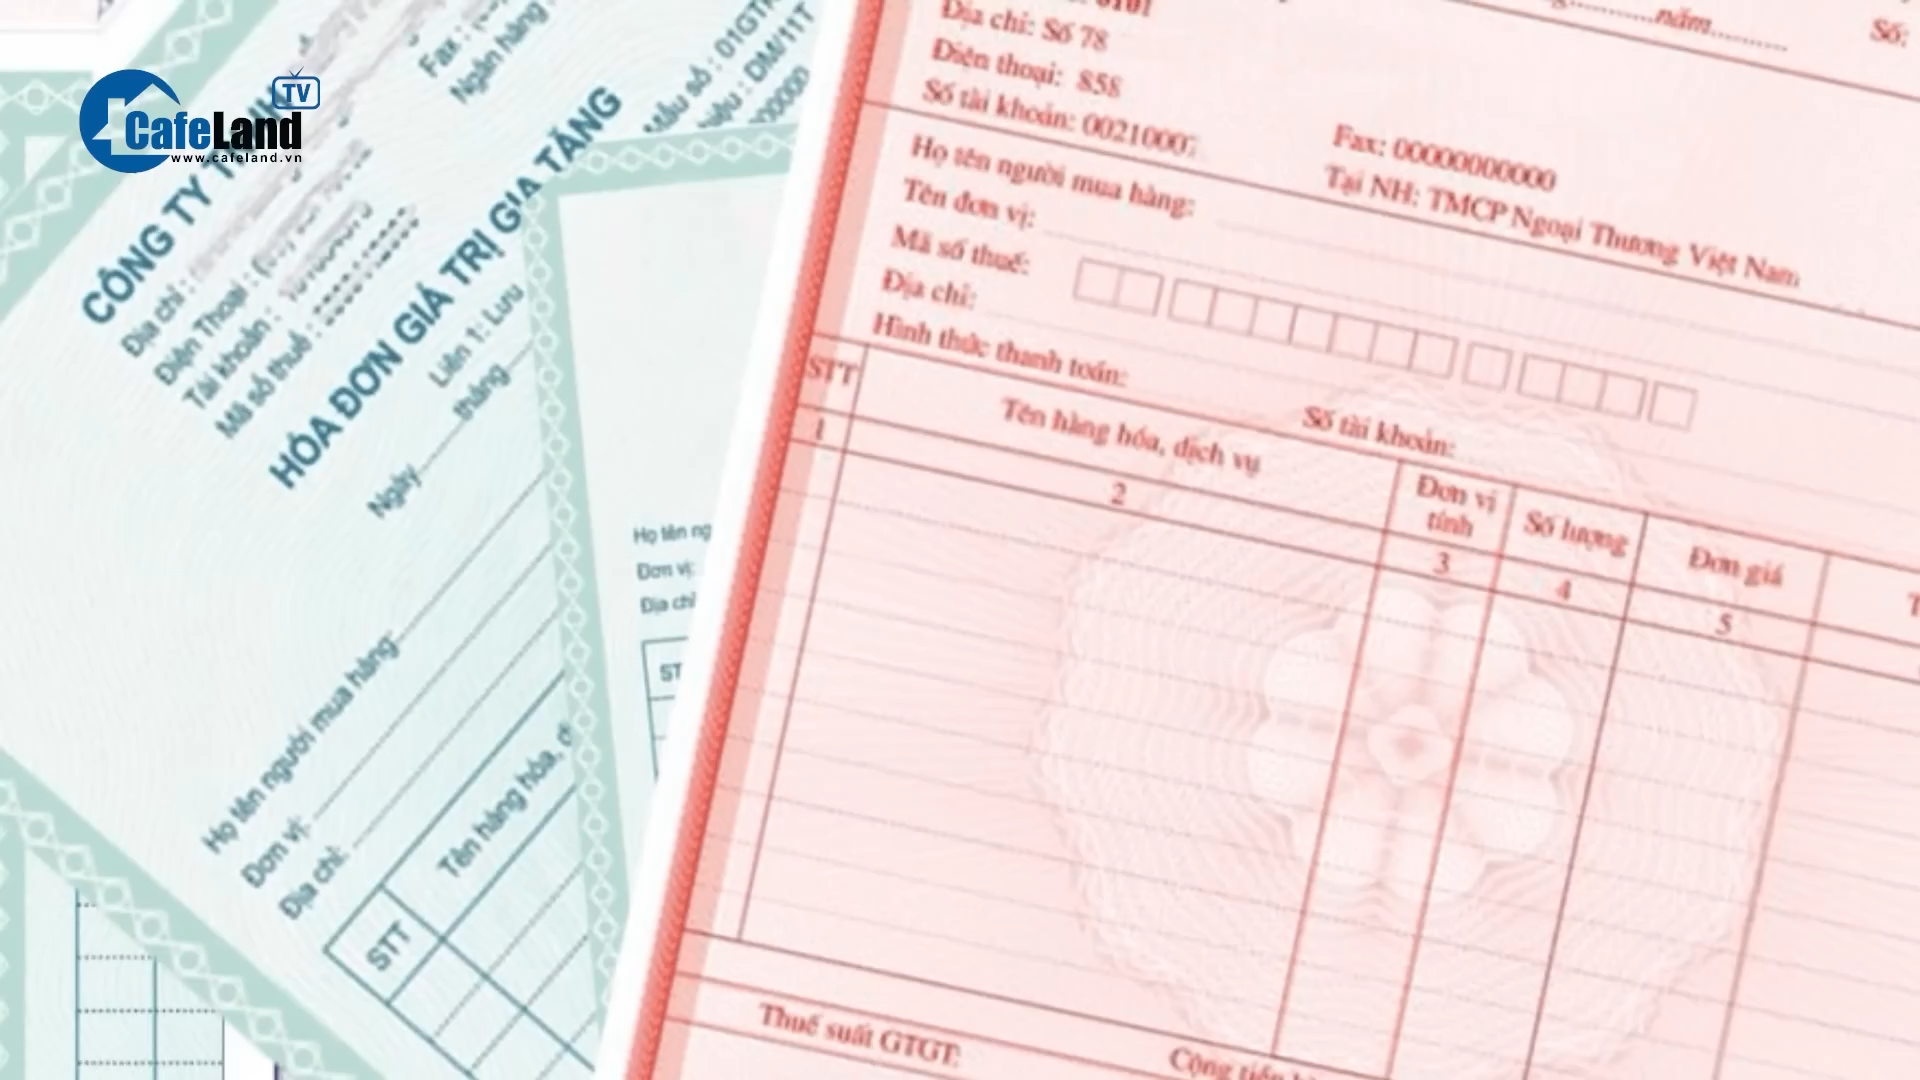 TV
CafeLand
www.cafeland.vn
CÔNG TY
Địa chỉ :
Điện Thoại :
Tài khoản :
Mã số thuế :
Fax :
Ngân hàng
HÓA ĐƠN GIÁ TRỊ GIA TĂNG
Liên 1: Lưu
Ngày tháng
Mẫu số : 01GTK
hiệu : DM/11T
Họ tên người mua hàng:
Đơn vị:
Địa chỉ:
STT
Tên hàng hóa,
Họ tên ng
Đơn vị:
Địa chỉ
ST
năm
Số:
0101
Địa chỉ: Số 78
Điện thoại: 858
Số tài khoản: 0021000
Fax: 00000000000
Tại NH: TMCP Ngoại Thương Việt Nam
Họ tên người mua hàng:
Tên đơn vị:
Mã số thuế:
Địa chỉ:
Hình thức thanh toán:
Số tài khoản:
STT
Tên hàng hóa, dịch vụ
Đơn vị
tính
Số lượng
Đơn giá
T
1
2
3
4
5
Thuế suất GTGT:
Cộng tiền